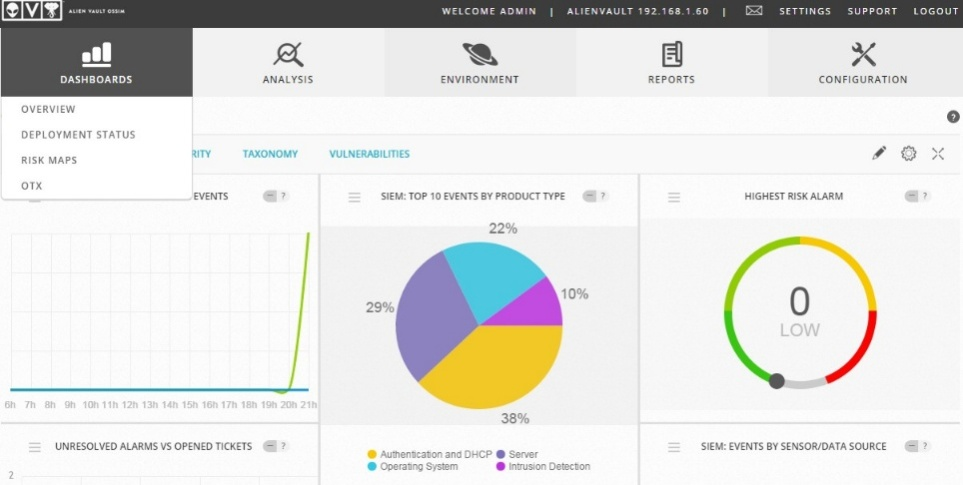 ALIEN VAULT OSSIM
WELCOME ADMIN | ALIENVAULT 192.168.1.60 | SETTINGS SUPPORT LOGOUT
DASHBOARDS ANALYSIS ENVIRONMENT REPORTS CONFIGURATION
OVERVIEW
DEPLOYMENT STATUS
RISK MAPS
OTX
?
RITY TAXONOMY VULNERABILITIES
EVENTS ?
SIEM: TOP 10 EVENTS BY PRODUCT TYPE ?
HIGHEST RISK ALARM ?
6h 7h 8h 9h 10h 11h 12h 13h 14h 15h 16h 17h 18h 19h 20h 21h
22%
10%
29%
38%
Authentication and DHCP Server
Operating System Intrusion Detection
0
LOW
UNRESOLVED ALARMS VS OPENED TICKETS ?
2
SIEM: EVENTS BY SENSOR/DATA SOURCE ?